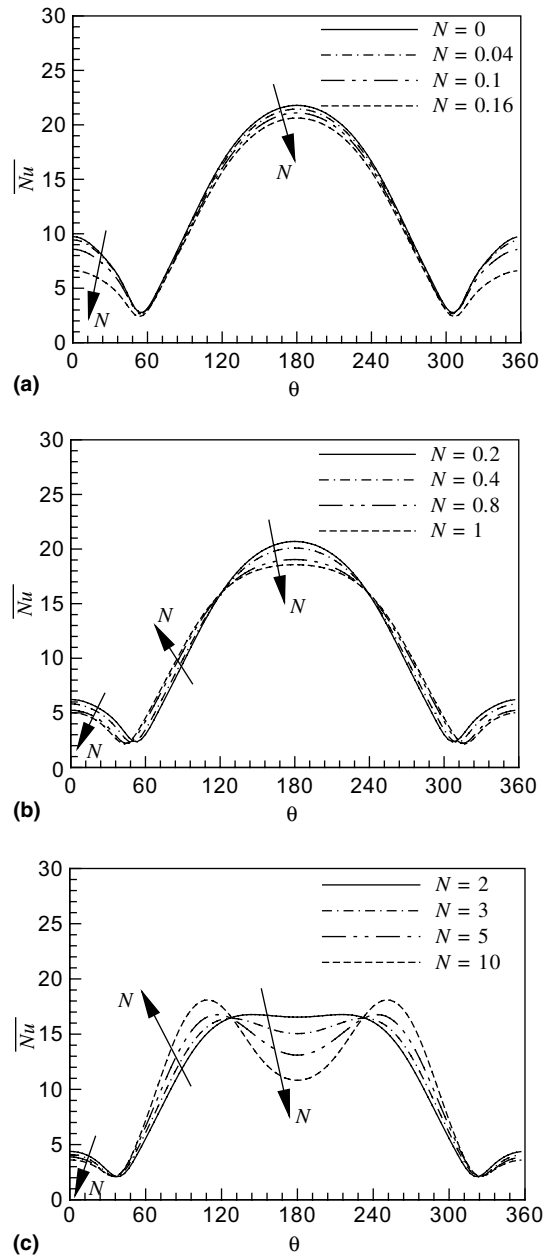 30
25
20
15
10
5
0
Nu
N = 0
N = 0.04
N = 0.1
N = 0.16
N
N
0 60 120 180 240 300 360
θ
(a)
30
25
20
15
10
5
0
Nu
N = 0.2
N = 0.4
N = 0.8
N = 1
N
N
N
0 60 120 180 240 300 360
θ
(b)
30
25
20
15
10
5
0
Nu
N = 2
N = 3
N = 5
N = 10
N
N
N
0 60 120 180 240 300 360
θ
(c)